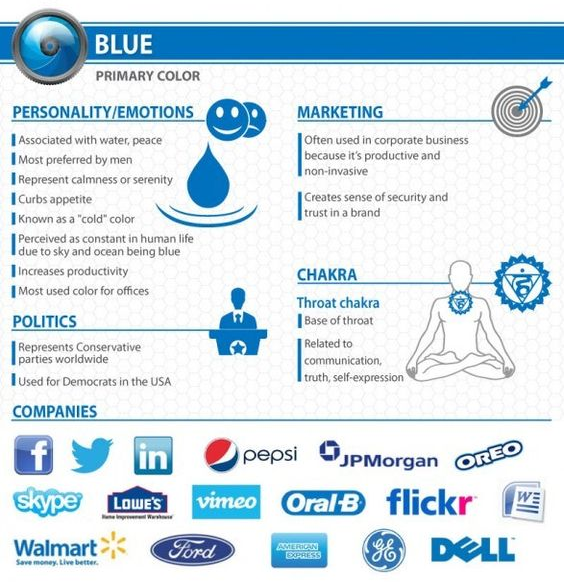 BLUE
PRIMARY COLOR
PERSONALITY/EMOTIONS
Associated with water, peace
Most preferred by men
Represent calmness or serenity
Curbs appetite
Known as a "cold" color
Perceived as constant in human life
due to sky and ocean being blue
Increases productivity
Most used color for offices
POLITICS
Represents Conservative
parties worldwide
Used for Democrats in the USA
MARKETING
Often used in corporate business
because it's productive and
non-invasive
Creates sense of security and
trust in a brand
CHAKRA
Throat chakra
Base of throat
Related to
communication,
truth, self-expression
COMPANIES
f
in
pepsi
JPMorgan
OREO
skype
LOWE'S
Home Improvement Warehouse
vimeo
Oral-B
flickr
W
Walmart
Save money. Live better.
Ford
AMERICAN
EXPRESS
GE
DELL